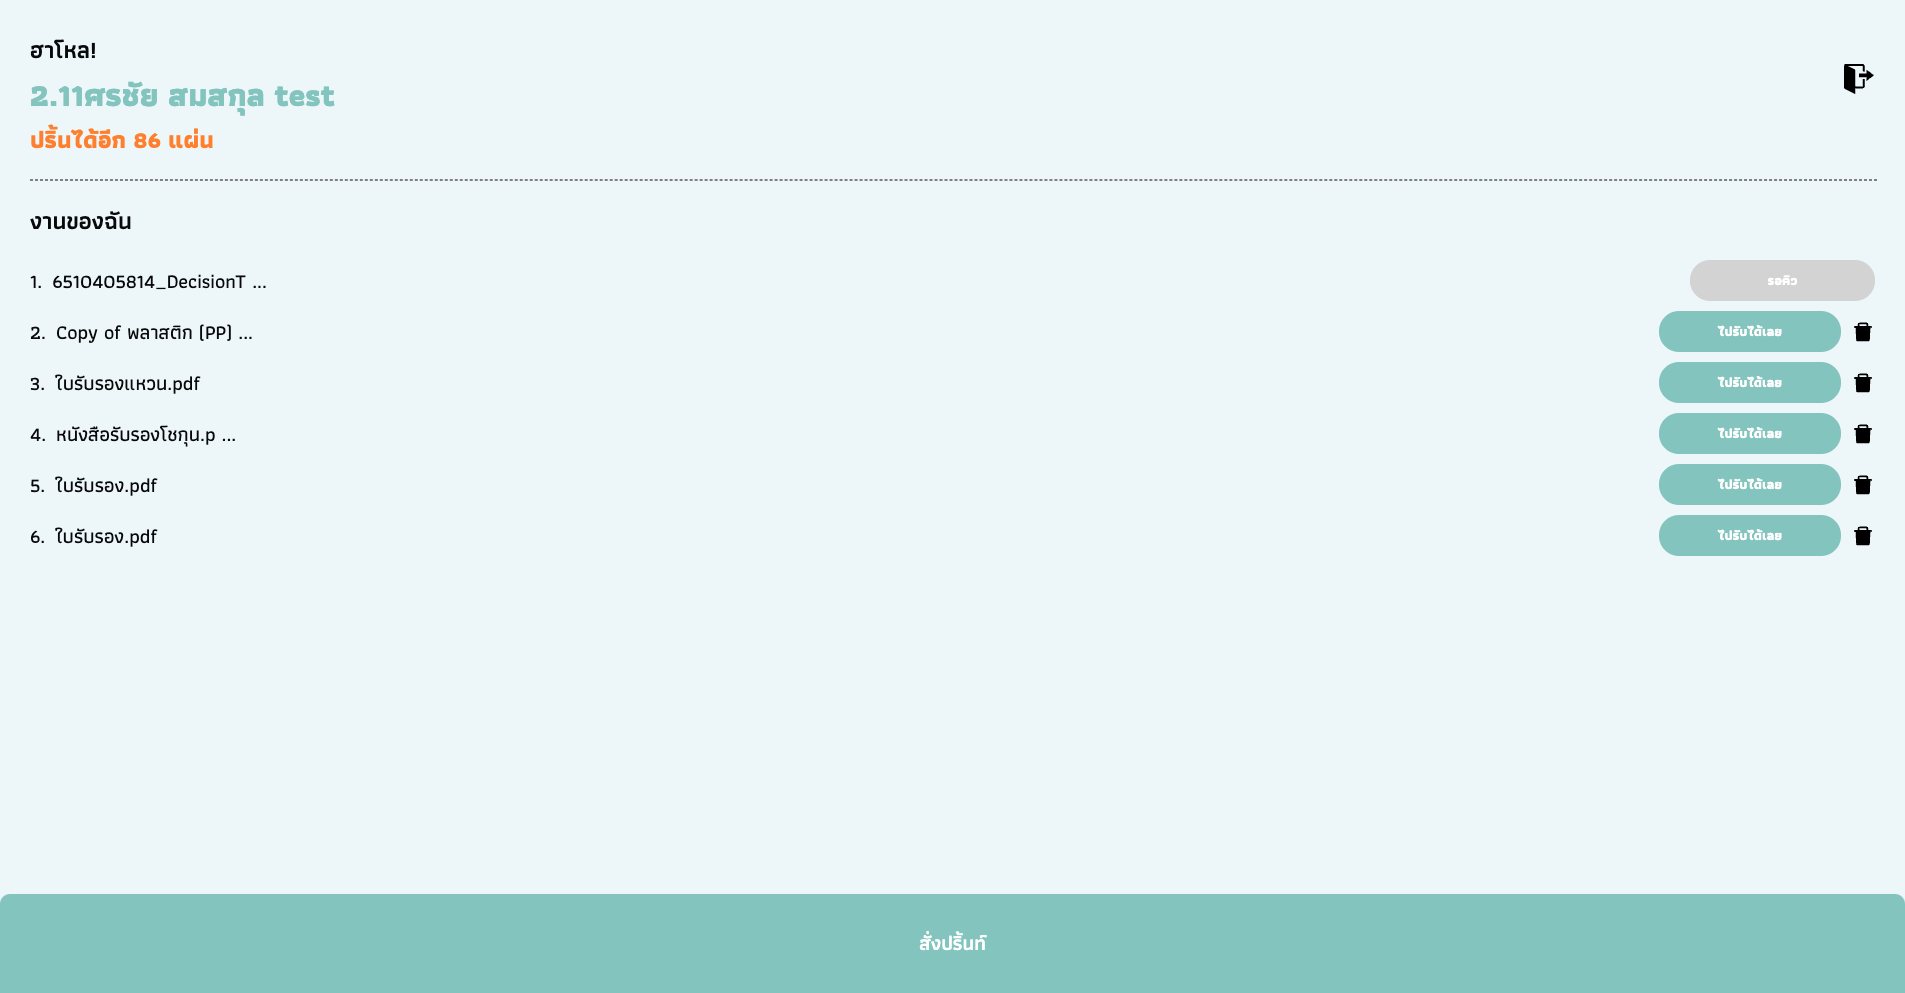 ฮาโหล!
2.11ศรชัย สมสกุล test
ปริ้นได้อีก 86 แผ่น
งานของฉัน
1. 6510405814_DecisionT ... รอคิว
2. Copy of พลาสติก (PP) ... ไปรับได้เลย
3. ใบรับรองแหวน.pdf ไปรับได้เลย
4. หนังสือรับรองโชกุน.p ... ไปรับได้เลย
5. ใบรับรอง.pdf ไปรับได้เลย
6. ใบรับรอง.pdf ไปรับได้เลย
สั่งปริ้นท์